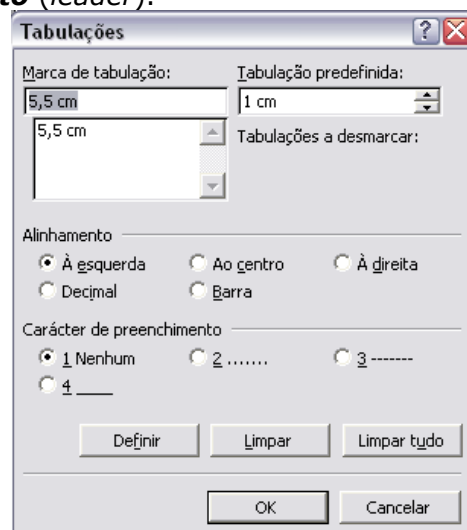 to (leader).
Tabulações
Marca de tabulação: Tabulação predefinida:
5,5 cm 1 cm
5,5 cm Tabulações a desmarcar:
Alinhamento
À esquerda Ao centro À direita
Decimal Barra
Carácter de preenchimento
1 Nenhum 2 ....... 3 -------
4 ____
Definir Limpar Limpar tudo
OK Cancelar